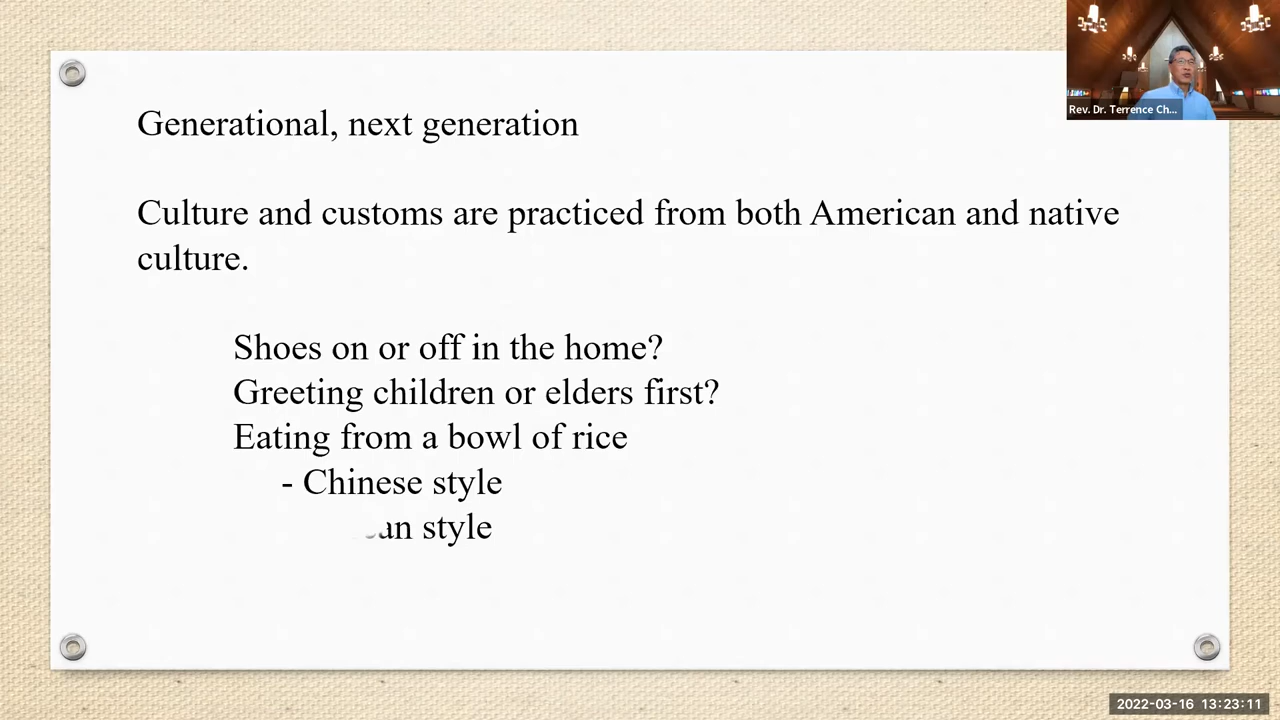 Generational, next generation
Culture and customs are practiced from both American and native
culture.
Shoes on or off in the home?
Greeting children or elders first?
Eating from a bowl of rice
- Chinese style
style
Rev. Dr. Terrence Ch...
2022-03-16 13:23:11